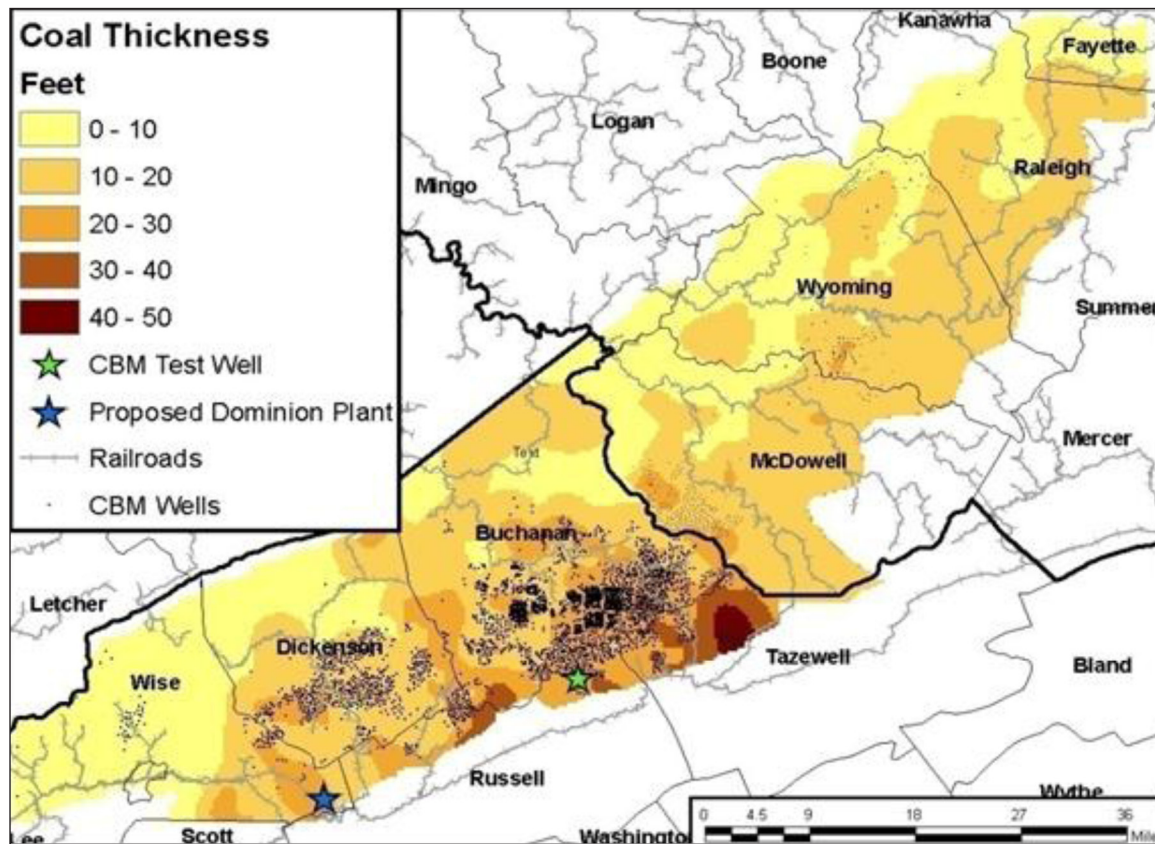 Coal Thickness
Feet
0 - 10
10 - 20
20 - 30
30 - 40
40 - 50
CBM Test Well
Proposed Dominion Plant
Railroads
CBM Wells
Kanawha
Fayette
Boone
Logan
Raleigh
Mingo
Wyoming
Summer
Mercer
McDowell
Buchanan
Letcher
Dickenson
Tazewell
Bland
Wise
Russell
Wythe
Scott
Washington
0 4.5 9 18 27 36
Mile